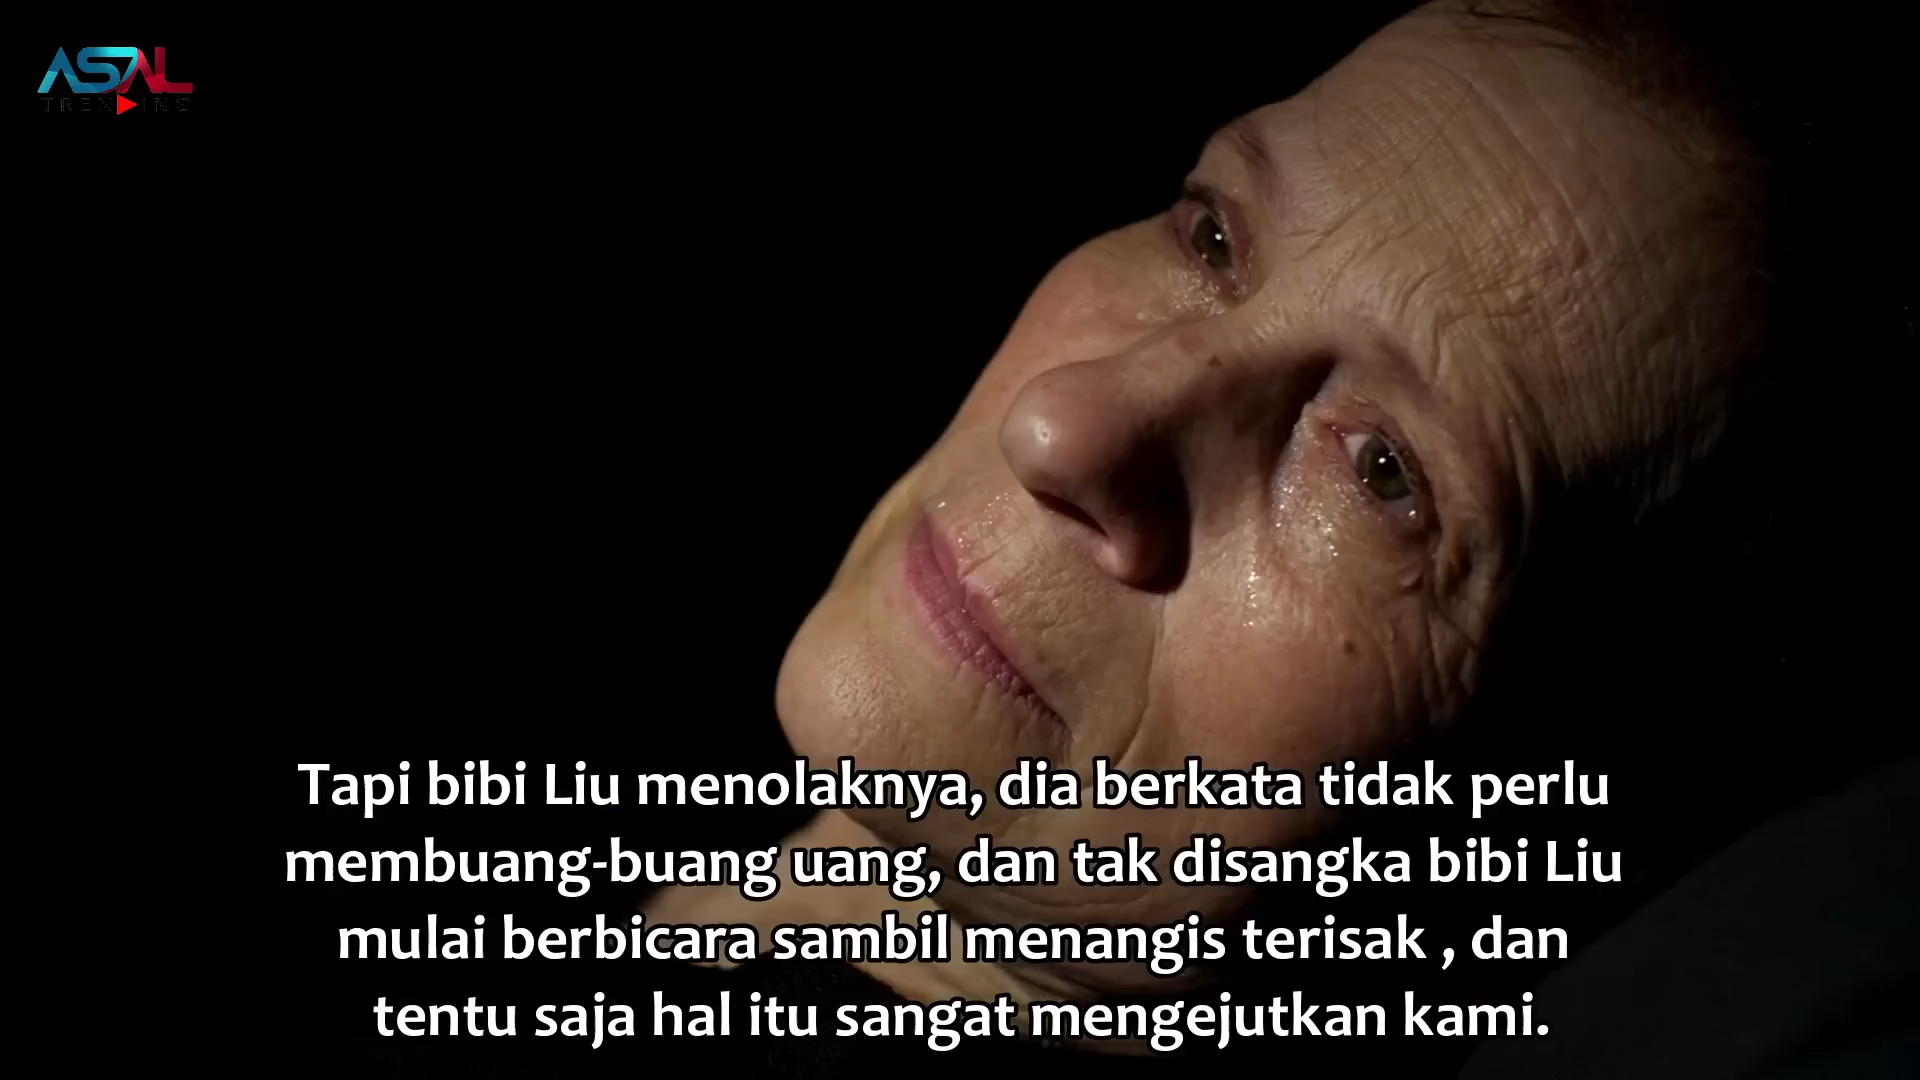 ASAL
TRENDING
Tapi bibi Liu menolaknya, dia berkata tidak perlu
membuang-buang uang, dan tak disangka bibi Liu
mulai berbicara sambil menangis terisak , dan
tentu saja hal itu sangat mengejutkan kami.